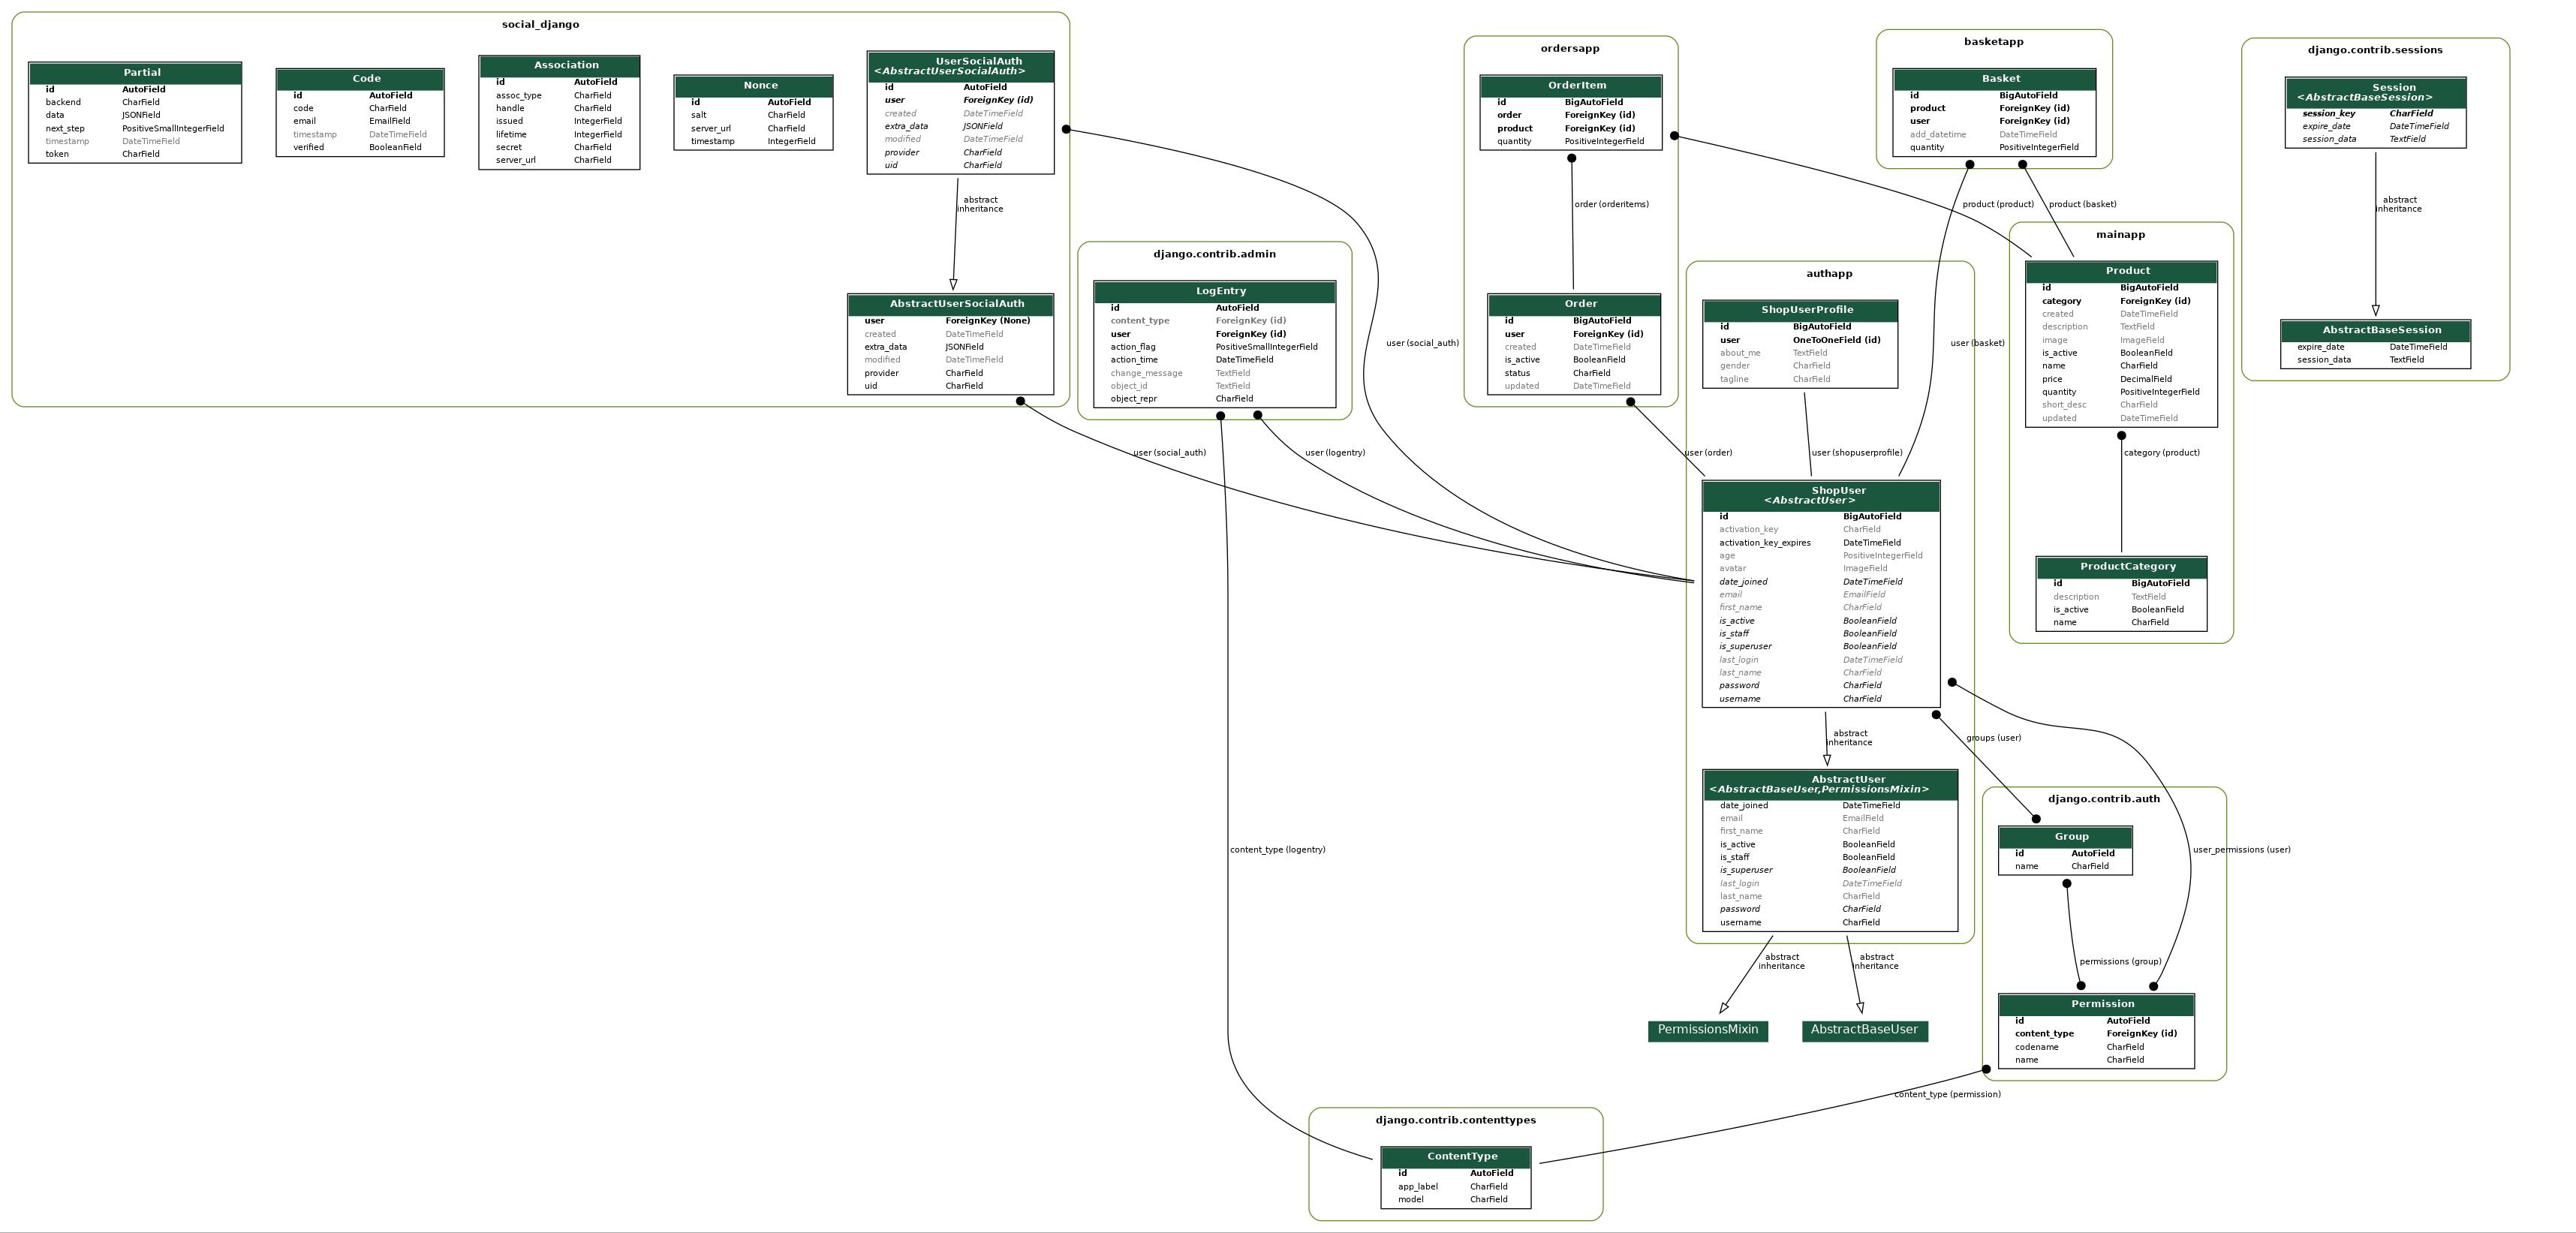 social_django
Partial
id AutoField
backend CharField
data JSONField
next_step PositiveSmallIntegerField
timestamp DateTimeField
token CharField
Code
id AutoField
code CharField
email EmailField
timestamp DateTimeField
verified BooleanField
Association
id AutoField
assoc_type CharField
handle CharField
issued IntegerField
lifetime IntegerField
secret CharField
server_url CharField
Nonce
id AutoField
salt CharField
server_url CharField
timestamp IntegerField
UserSocialAuth
<AbstractUserSocialAuth>
id AutoField
user ForeignKey (id)
created DateTimeField
extra_data JSONField
modified DateTimeField
provider CharField
uid CharField
abstract
inheritance
AbstractUserSocialAuth
user ForeignKey (None)
created DateTimeField
extra_data JSONField
modified DateTimeField
provider CharField
uid CharField
django.contrib.admin
LogEntry
id AutoField
content_type ForeignKey (id)
user ForeignKey (id)
action_flag PositiveSmallIntegerField
action_time DateTimeField
change_message TextField
object_id TextField
object_repr CharField
user (social_auth)
user (logentry)
user (social_auth)
ordersapp
OrderItem
id BigAutoField
order ForeignKey (id)
product ForeignKey (id)
quantity PositiveIntegerField
order (orderitems)
Order
id BigAutoField
user ForeignKey (id)
created DateTimeField
is_active BooleanField
status CharField
updated DateTimeField
user (order)
basketapp
Basket
id BigAutoField
product ForeignKey (id)
user ForeignKey (id)
add_datetime DateTimeField
quantity PositiveIntegerField
product (product)
product (basket)
user (basket)
mainapp
Product
id BigAutoField
category ForeignKey (id)
created DateTimeField
description TextField
image ImageField
is_active BooleanField
name CharField
price DecimalField
quantity PositiveIntegerField
short_desc CharField
updated DateTimeField
category (product)
ProductCategory
id BigAutoField
description TextField
is_active BooleanField
name CharField
django.contrib.sessions
Session
<AbstractBaseSession>
session_key CharField
expire_date DateTimeField
session_data TextField
abstract
inheritance
AbstractBaseSession
expire_date DateTimeField
session_data TextField
authapp
ShopUserProfile
id BigAutoField
user OneToOneField (id)
about_me TextField
gender CharField
tagline CharField
user (shopuserprofile)
ShopUser
<AbstractUser>
id BigAutoField
activation_key CharField
activation_key_expires DateTimeField
age PositiveIntegerField
avatar ImageField
date_joined DateTimeField
email EmailField
first_name CharField
is_active BooleanField
is_staff BooleanField
is_superuser BooleanField
last_login DateTimeField
last_name CharField
password CharField
username CharField
abstract
inheritance
AbstractUser
<AbstractBaseUser,PermissionsMixin>
date_joined DateTimeField
email EmailField
first_name CharField
is_active BooleanField
is_staff BooleanField
is_superuser BooleanField
last_login DateTimeField
last_name CharField
password CharField
username CharField
abstract
inheritance
abstract
inheritance
PermissionsMixin
AbstractBaseUser
groups (user)
django.contrib.auth
Group
id AutoField
name CharField
user_permissions (user)
permissions (group)
Permission
id AutoField
content_type ForeignKey (id)
codename CharField
name CharField
content_type (logentry)
content_type (permission)
django.contrib.contenttypes
ContentType
id AutoField
app_label CharField
model CharField